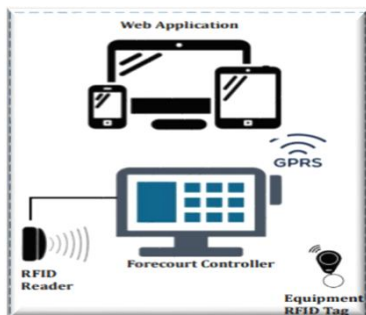 Web Application
GPRS
Forecourt Controller
RFID
Reader
Equipment
RFID Tag